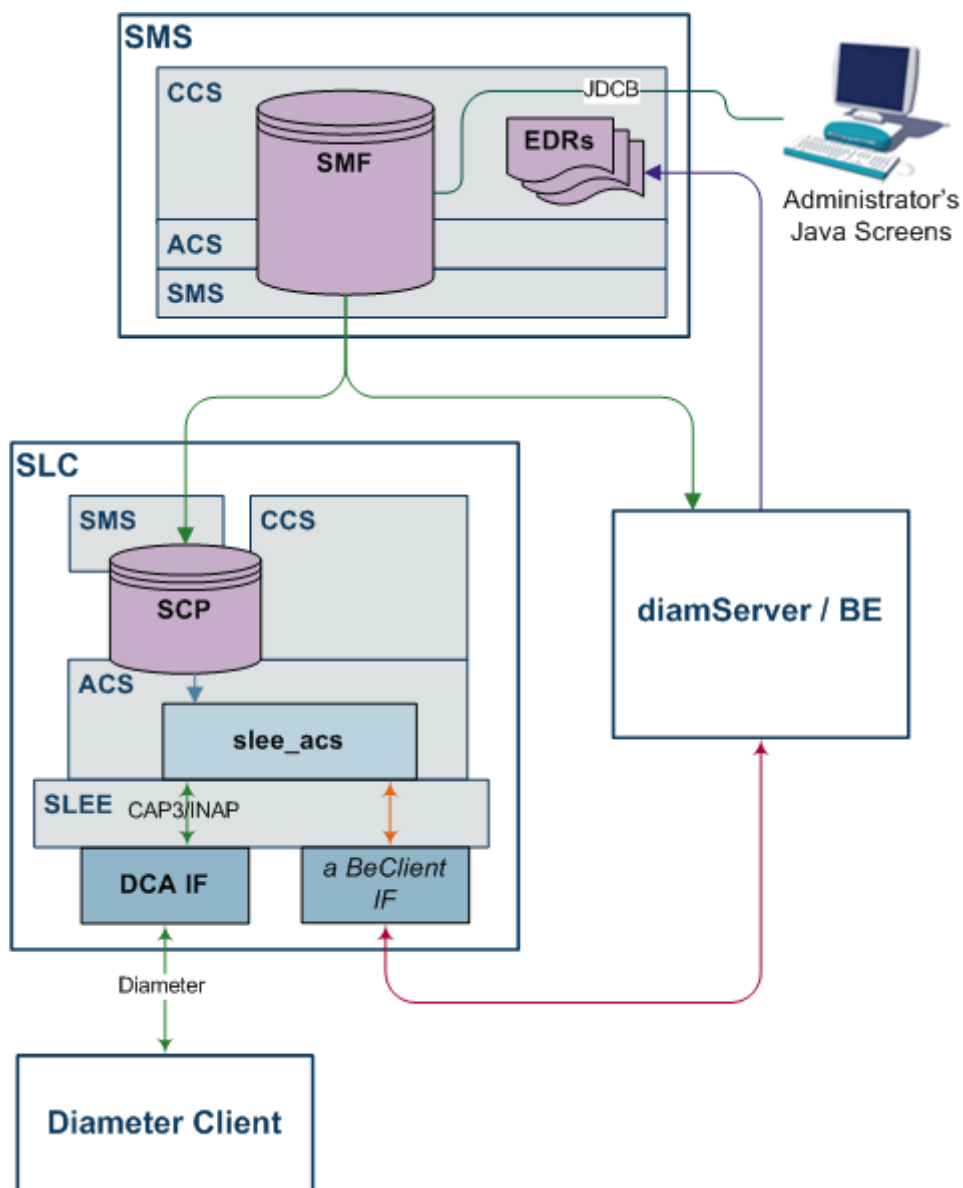 SMS
CCS
JDCB
SMF
EDRs
Administrator's
Java Screens
ACS
SMS
SLC
SMS
CCS
SCP
diamServer / BE
ACS
slee_acs
SLEE
CAP3/INAP
DCA IF
a BeClient
IF
Diameter
Diameter Client